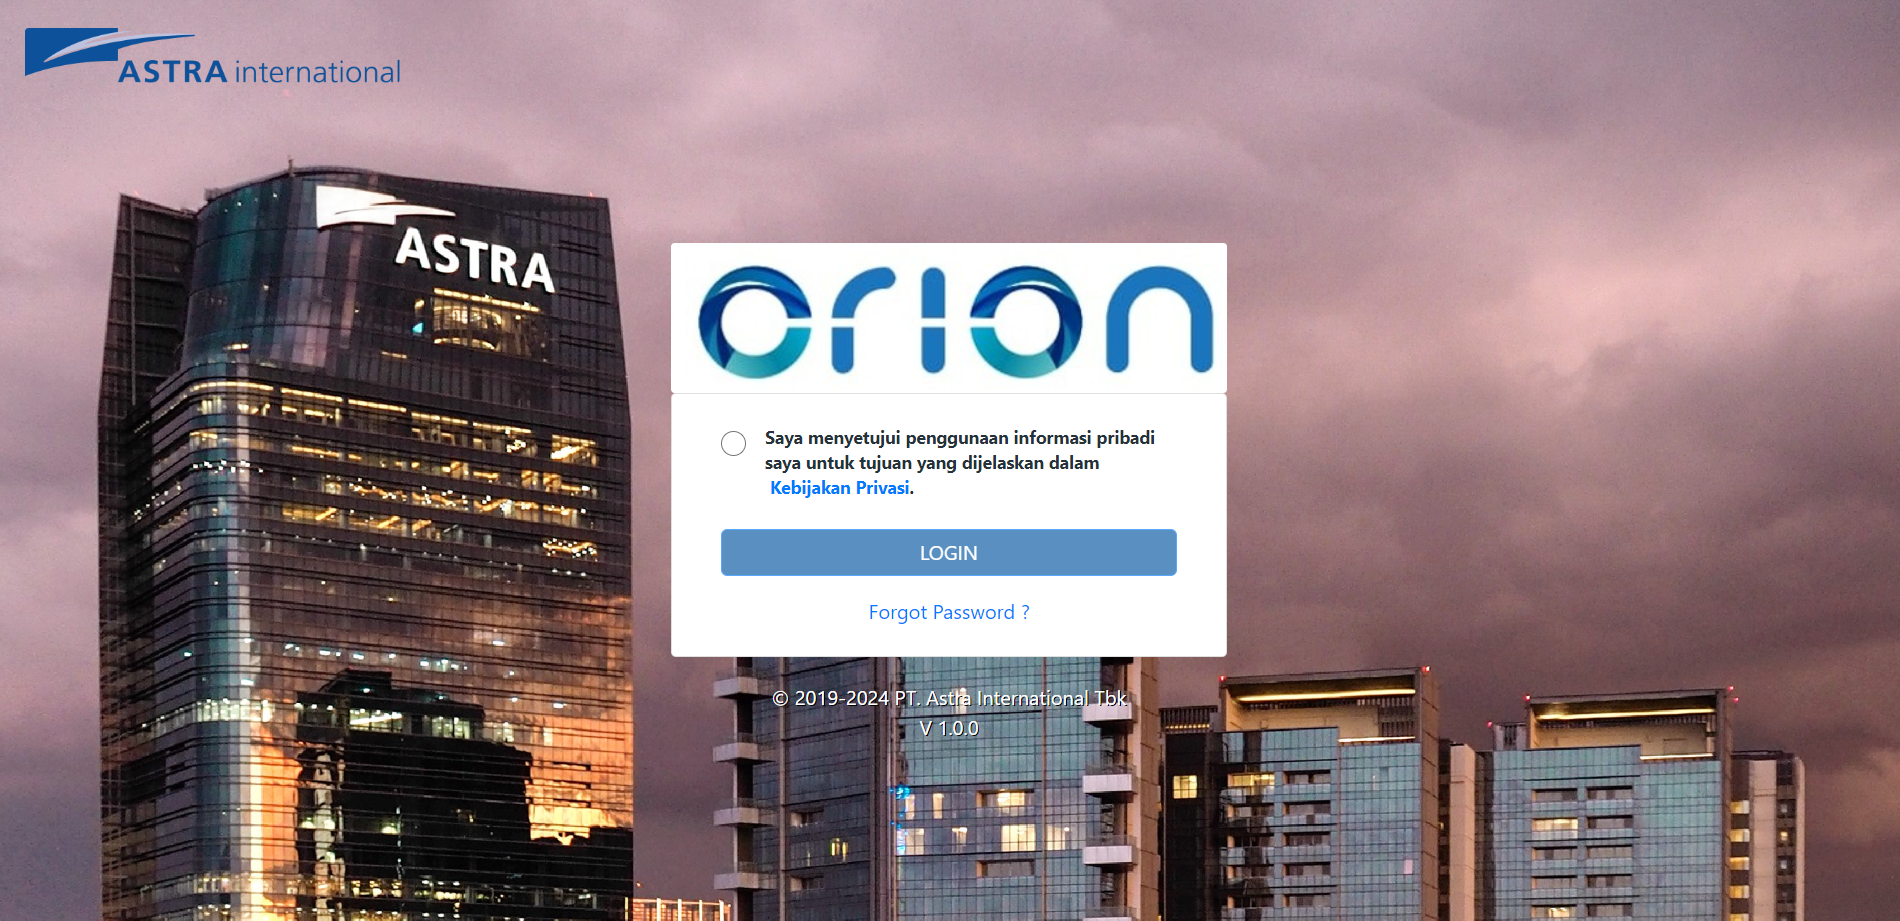 ASTRA international
ASTRA
orion
Saya menyetujui penggunaan informasi pribadi
saya untuk tujuan yang dijelaskan dalam
Kebijakan Privasi.
LOGIN
Forgot Password ?
© 2019-2024 PT. Astra International Tbk
V 1.0.0